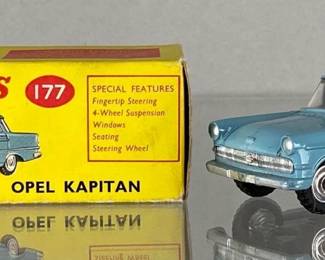 S
177
SPECIAL FEATURES
Fingertip Steering
4-Wheel Suspension
Windows
Seating
Steering Wheel
OPEL KAPITAN